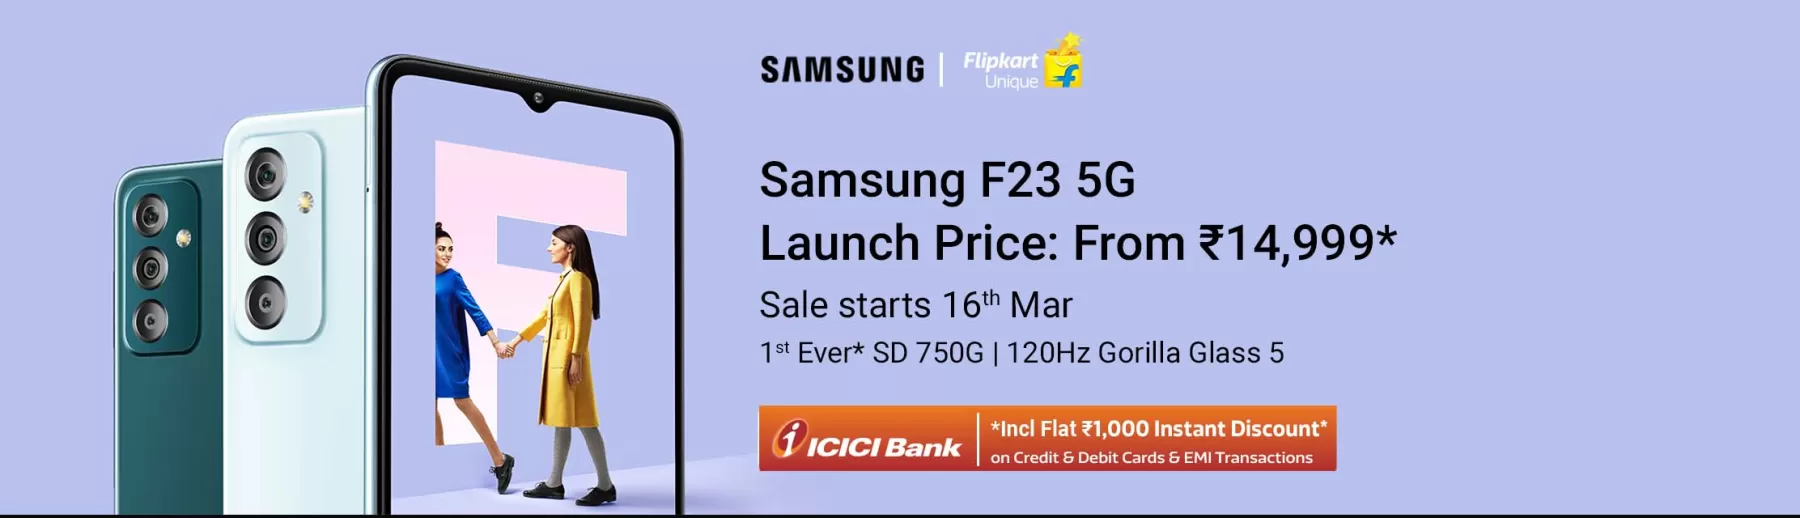 SAMSUNG
Flipkart
Unique
Samsung F23 5G
Launch Price: From ₹14,999*
Sale starts 16th Mar
1st Ever* SD 750G | 120Hz Gorilla Glass 5
ICICI Bank
*Incl Flat ₹1,000 Instant Discount*
on Credit & Debit Cards & EMI Transactions